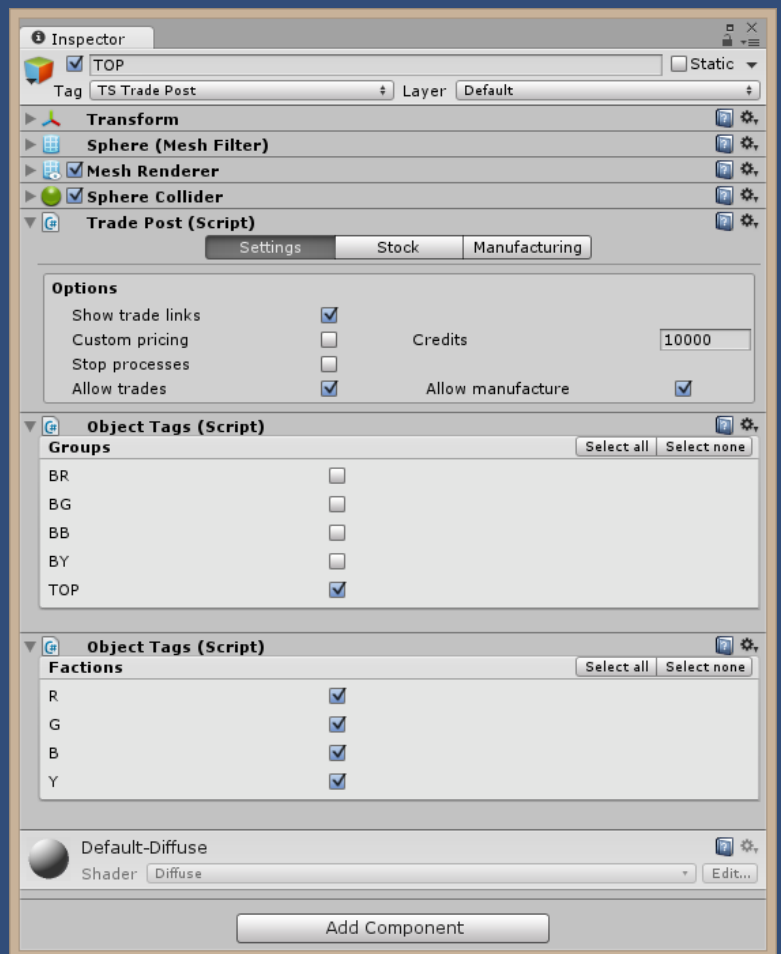 Inspector
TOP Static
Tag TS Trade Post Layer Default
Transform
Sphere (Mesh Filter)
Mesh Renderer
Sphere Collider
Trade Post (Script)
Settings Stock Manufacturing
Options
Show trade links
Custom pricing Credits 10000
Stop processes
Allow trades Allow manufacture
Object Tags (Script)
Groups Select all Select none
BR
BG
BB
BY
TOP
Object Tags (Script)
Factions Select all Select none
R
G
B
Y
Default-Diffuse
Shader Diffuse Edit...
Add Component